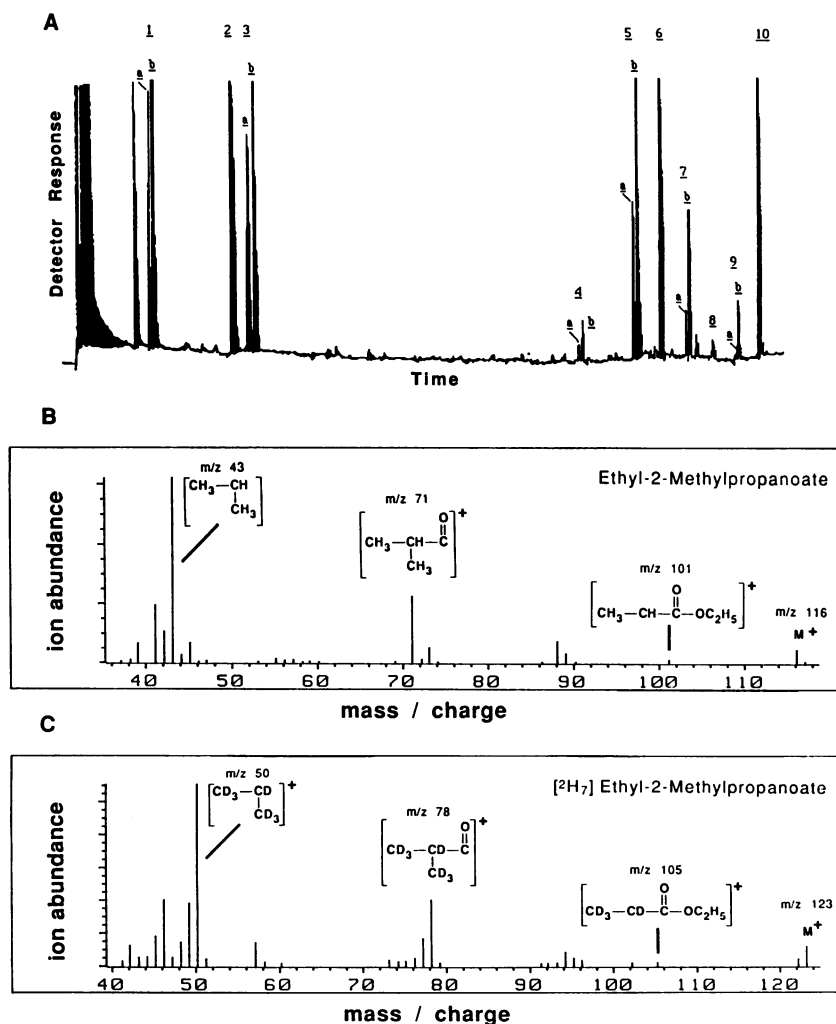 A
1 2 3 5 6 10
a b a b a b 7
a b 4 a b 8 9
a b
Detector Response
Time
B
Ethyl-2-Methylpropanoate
m/z 43
[CH3—CH
CH3]
m/z 71
O
[CH3—CH—C]+
CH3
m/z 101
O
[CH3—CH—C—OC2H5]+
m/z 116
M+
ion abundance
40 50 60 70 80 90 100 110
mass / charge
C
[²H7] Ethyl-2-Methylpropanoate
m/z 50
[CD3—CD
CD3]+
m/z 78
O
[CD3—CD—C]+
CD3
m/z 105
O
[CD3—CD—C—OC2H5]+
m/z 123
M+
ion abundance
40 50 60 70 80 90 100 110 120
mass / charge